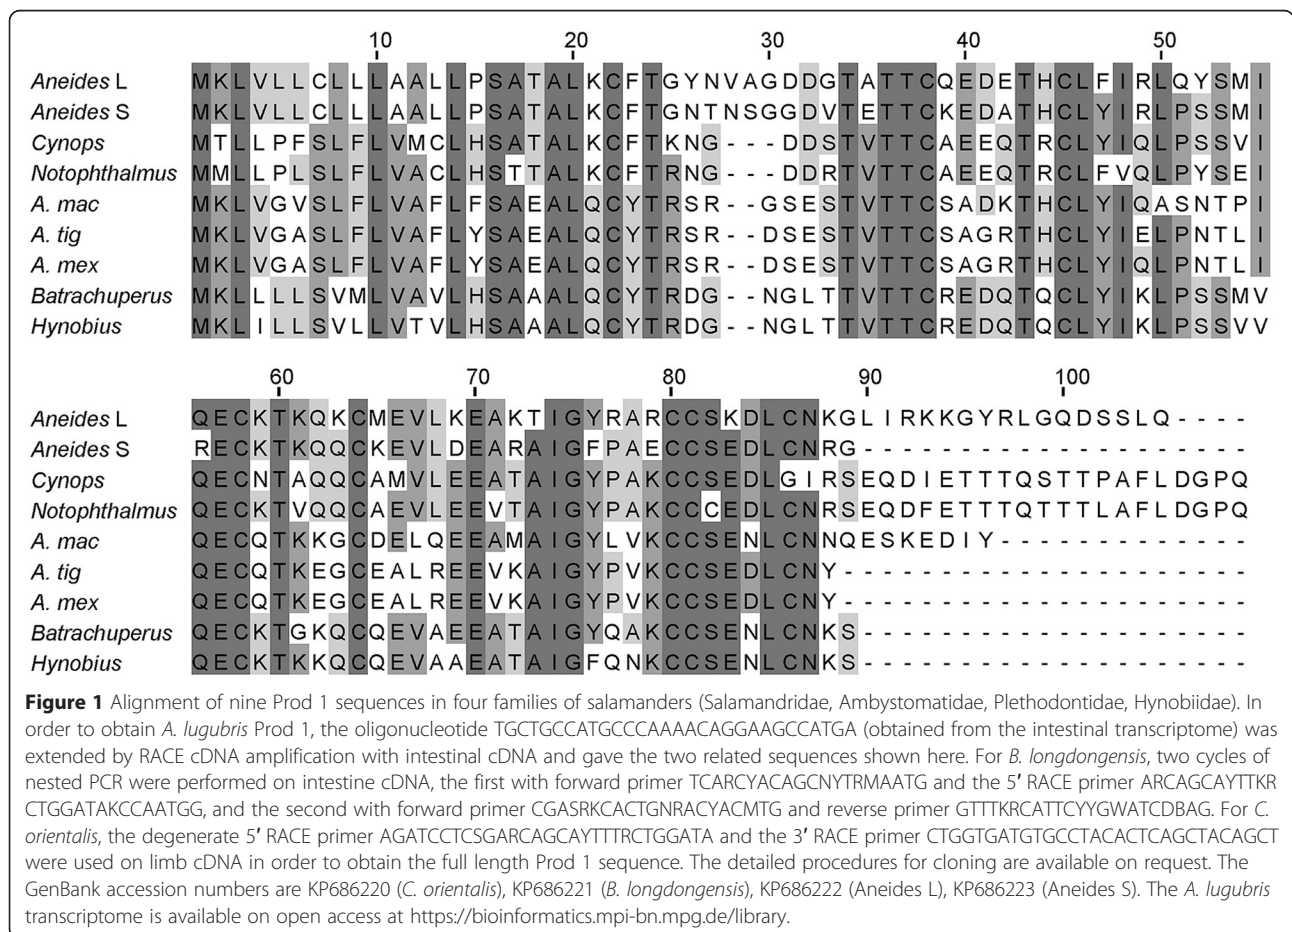 10 20 30 40 50
Aneides L MKLVLLCLLLAALLPSATALKCFTGYNVAGDDGTATTCQEDETHCLFIRLQYSMI
Aneides S MKLVLLCLLLAALLPSATALKCFTGNTNSGGDVTETTCKEDATHCLYIRLPSSMI
Cynops MTLLPFSLFLVMCLHSATALKCFTKNG---DDSTVTTCAEEQTRCLYIQLPSSVI
Notophthalmus MMLLPLSLFLVACLHSTTALKCFTRNG---DDRTVTTCAEEQTRCLFVQLPYSEI
A. mac MKLVGVSLFLVAFLFSAEALQCYTRSR--GSESTVTTCSADKTHCLYIQASNTPI
A. tig MKLVGASLFLVAFLYSAEALQCYTRSR--DSESTVTTCSAGRTHCLYIELPNTLI
A. mex MKLVGASLFLVAFLYSAEALQCYTRSR--DSESTVTTCSAGRTHCLYIQLPNTLI
Batrachuperus MKLLLLSVMLVAVLHSAAALQCYTRDG--NGLTTVTTCREDQTQCLYIKLPSSMV
Hynobius MKLILLSVLLVTVLHSAAALQCYTRDG--NGLTTVTTCREDQTQCLYIKLPSSVV
60 70 80 90 100
Aneides L QECKTKQKCMEVLKEAKTIGYRARCCSKDLCNKGLIRKKGYRLGQDSSLQ----
Aneides S RECKTKQQCKEVLDEARAIGFPAECCSEDLCNRG
Cynops QECNTAQQCAMVLEEATAIGYPAKCCSEDLGIRSEQDIETTTQSTTPAFLDGPQ
Notophthalmus QECKTVQQCAEVLEEVTAIGYPAKCCCEDLCNRSEQDFETTTQTTTLAFLDGPQ
A. mac QECQTKKGCDELQEEAMAIGYLVKCCSENLCNNQESKEDIY-------------
A. tig QECQTKEGCEALREEVKAIGYPVKCCSEDLCNY---------------------
A. mex QECQTKEGCEALREEVKAIGYPVKCCSEDLCNY---------------------
Batrachuperus QECKTGKQCQEVAEEATAIGYQAKCCSENLCNKS--------------------
Hynobius QECKTKKQCQEVAAEATAIGFQNKCCSENLCNKS--------------------
Figure 1 Alignment of nine Prod 1 sequences in four families of salamanders (Salamandridae, Ambystomatidae, Plethodontidae, Hynobiidae). In
order to obtain A. lugubris Prod 1, the oligonucleotide TGCTGCCATGCCCAAAACAGGAAGCCATGA (obtained from the intestinal transcriptome) was
extended by RACE cDNA amplification with intestinal cDNA and gave the two related sequences shown here. For B. longdongensis, two cycles of
nested PCR were performed on intestine cDNA, the first with forward primer TCARCYACAGCNYTRMAATG and the 5′ RACE primer ARCAGCAYTTKR
CTGGATAKCCAATGG, and the second with forward primer CGASRKCACTGNRACYACMTG and reverse primer GTTTKRCATTCYYGWATCDBAG. For C.
orientalis, the degenerate 5′ RACE primer AGATCCTCSGARCAGCAYTTTRCTGGATA and the 3′ RACE primer CTGGTGATGTGCCTACACTCAGCTACAGCT
were used on limb cDNA in order to obtain the full length Prod 1 sequence. The detailed procedures for cloning are available on request. The
GenBank accession numbers are KP686220 (C. orientalis), KP686221 (B. longdongensis), KP686222 (Aneides L), KP686223 (Aneides S). The A. lugubris
transcriptome is available on open access at https://bioinformatics.mpi-bn.mpg.de/library.